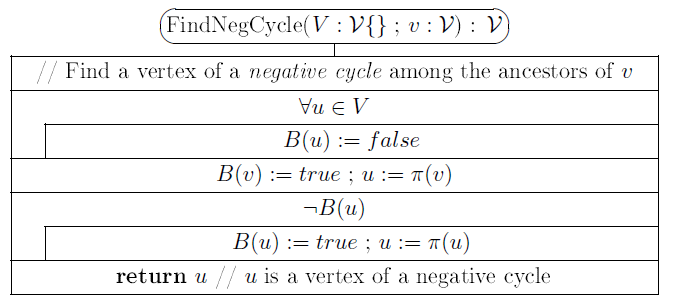 FindNegCycle(V : 𝒱{} ; v : 𝒱) : 𝒱
// Find a vertex of a negative cycle among the ancestors of v
∀u ∈ V
B(u) := false
B(v) := true ; u := π(v)
¬B(u)
B(u) := true ; u := π(u)
return u // u is a vertex of a negative cycle